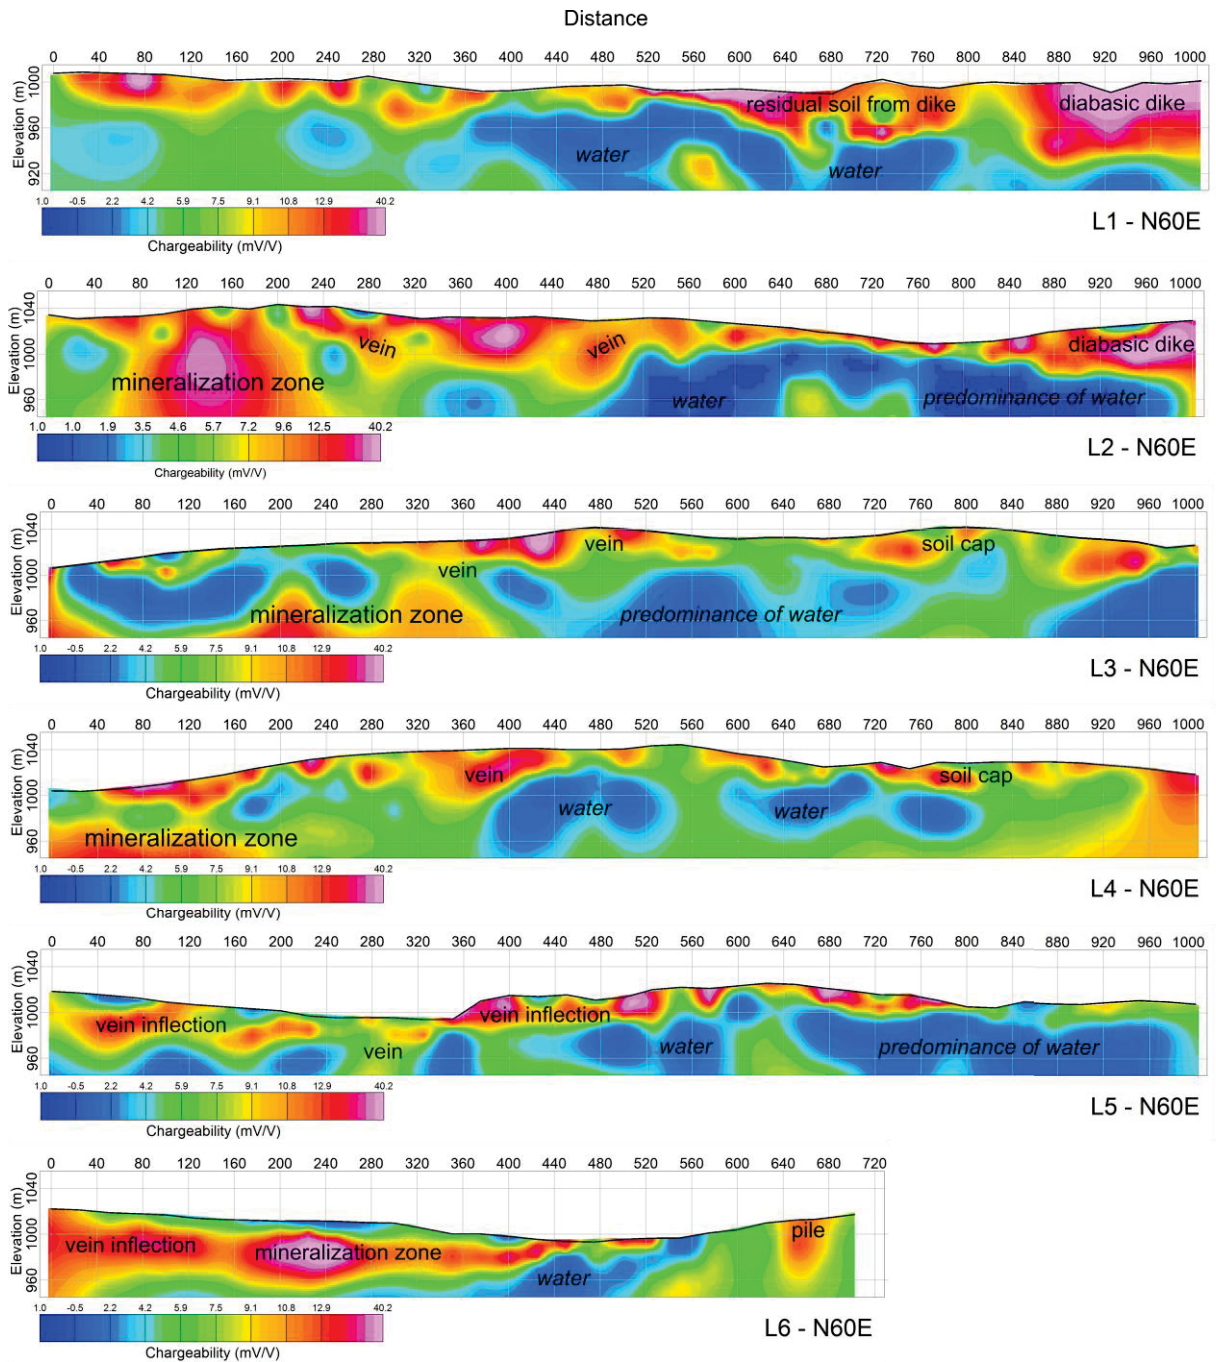 Distance
0 40 80 120 160 200 240 280 320 360 400 440 480 520 560 600 640 680 720 760 800 840 880 920 960 1000
Elevation (m)
1000
960
920
residual soil from dike
diabasic dike
water
water
1.0 -0.5 2.2 4.2 5.9 7.5 9.1 10.8 12.9 40.2
Chargeability (mV/V)
L1 - N60E
0 40 80 120 160 200 240 280 320 360 400 440 480 520 560 600 640 680 720 760 800 840 880 920 960 1000
Elevation (m)
1040
1000
960
vein
vein
diabasic dike
mineralization zone
water
predominance of water
1.0 1.0 1.9 3.5 4.6 5.7 7.2 9.6 12.5 40.2
Chargeability (mV/V)
L2 - N60E
0 40 80 120 160 200 240 280 320 360 400 440 480 520 560 600 640 680 720 760 800 840 880 920 960 1000
Elevation (m)
1040
1000
960
vein
soil cap
vein
mineralization zone
predominance of water
1.0 -0.5 2.2 4.2 5.9 7.5 9.1 10.8 12.9 40.2
Chargeability (mV/V)
L3 - N60E
0 40 80 120 160 200 240 280 320 360 400 440 480 520 560 600 640 680 720 760 800 840 880 920 960 1000
Elevation (m)
1040
1000
960
vein
soil cap
water
water
mineralization zone
1.0 -0.5 2.2 4.2 5.9 7.5 9.1 10.8 12.9 40.2
Chargeability (mV/V)
L4 - N60E
0 40 80 120 160 200 240 280 320 360 400 440 480 520 560 600 640 680 720 760 800 840 880 920 960 1000
Elevation (m)
1040
1000
960
vein inflection
vein inflection
vein
water
predominance of water
1.0 -0.5 2.2 4.2 5.9 7.5 9.1 10.8 12.9 40.2
Chargeability (mV/V)
L5 - N60E
0 40 80 120 160 200 240 280 320 360 400 440 480 520 560 600 640 680 720
Elevation (m)
1040
1000
960
pile
vein inflection
mineralization zone
water
1.0 -0.5 2.2 4.2 5.9 7.5 9.1 10.8 12.9 40.2
Chargeability (mV/V)
L6 - N60E